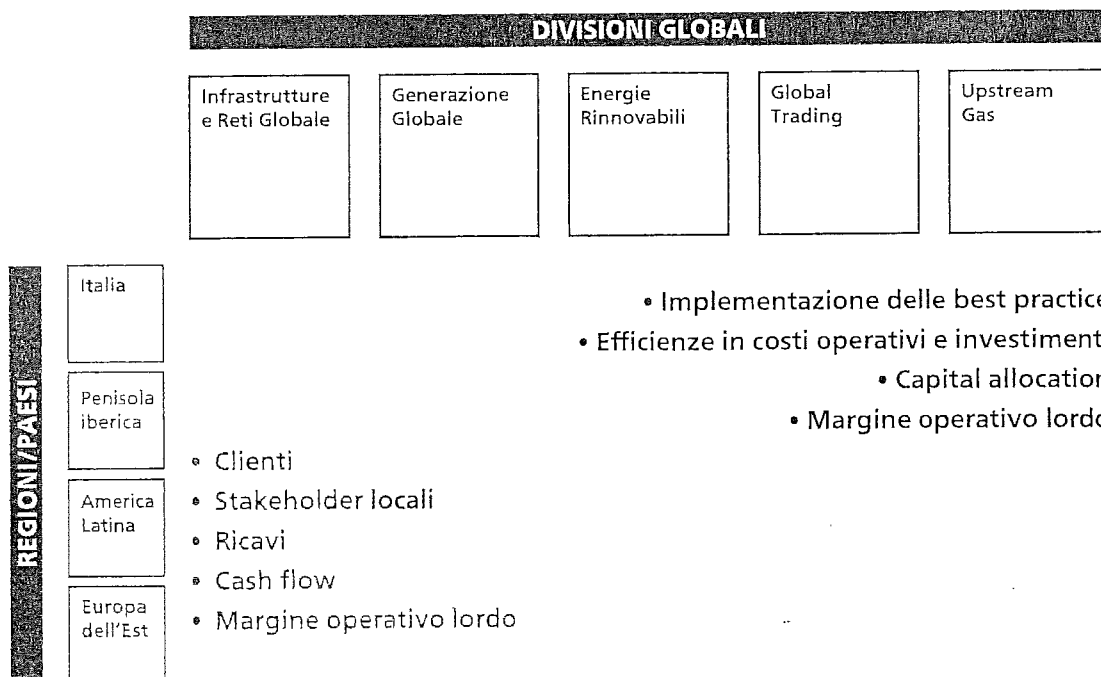 DIVISIONI GLOBALI
Infrastrutture
e Reti Globale
Generazione
Globale
Energie
Rinnovabili
Global
Trading
Upstream
Gas
REGIONI/PAESI
Italia
Penisola
iberica
America
Latina
Europa
dell'Est
• Implementazione delle best practice
• Efficienze in costi operativi e investiment
• Capital allocation
• Margine operativo lordo
• Clienti
• Stakeholder locali
• Ricavi
• Cash flow
• Margine operativo lordo